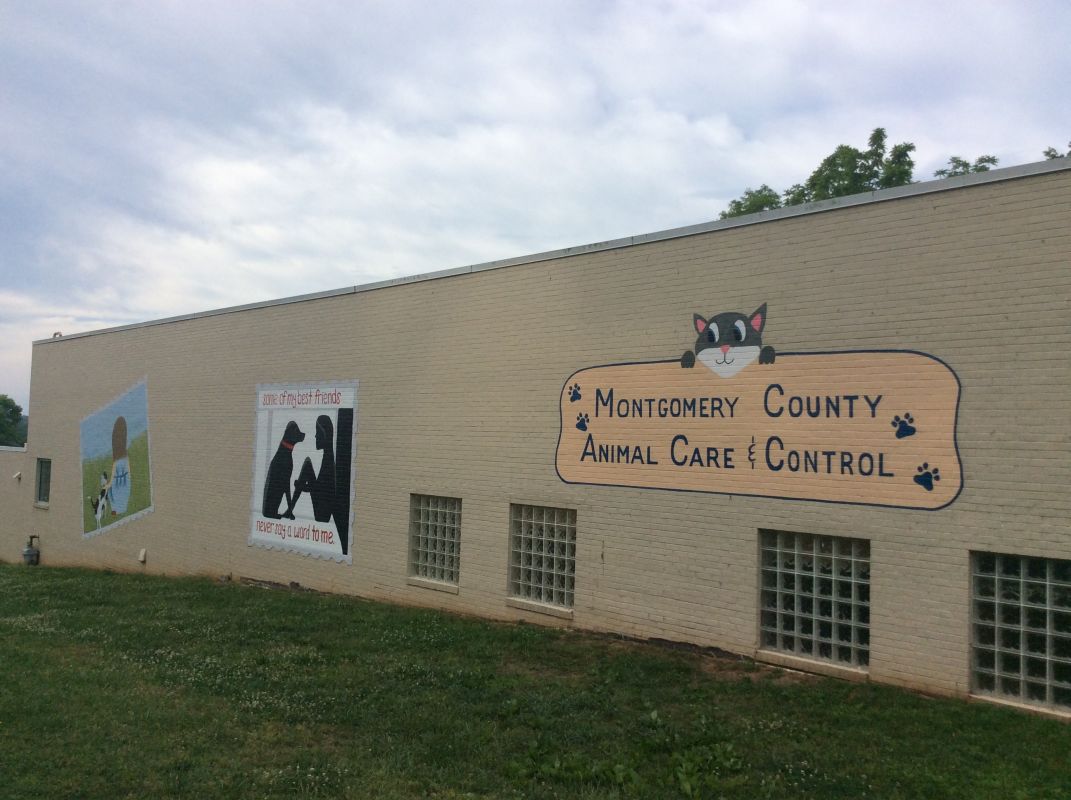 some of my best friends
never say a word to me.
MONTGOMERY COUNTY
ANIMAL CARE & CONTROL